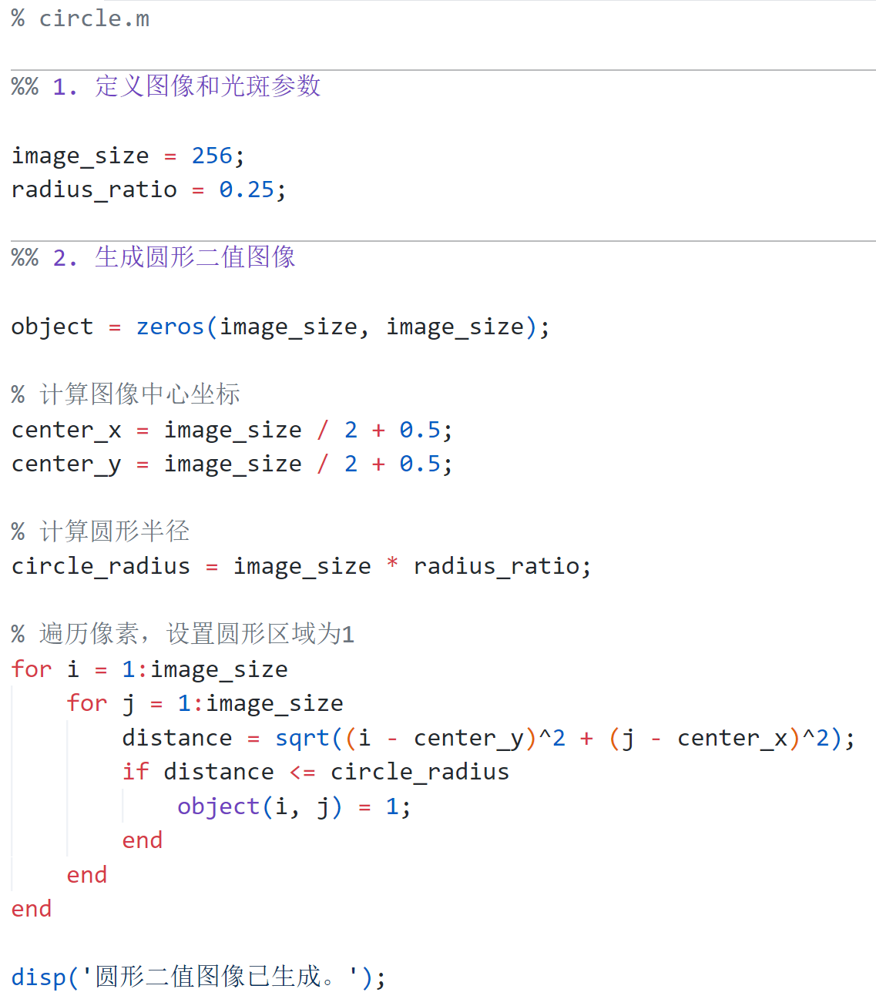 % circle.m
%% 1. 定义图像和光斑参数
image_size = 256;
radius_ratio = 0.25;
%% 2. 生成圆形二值图像
object = zeros(image_size, image_size);
% 计算图像中心坐标
center_x = image_size / 2 + 0.5;
center_y = image_size / 2 + 0.5;
% 计算圆形半径
circle_radius = image_size * radius_ratio;
% 遍历像素，设置圆形区域为1
for i = 1:image_size
    for j = 1:image_size
        distance = sqrt((i - center_y)^2 + (j - center_x)^2);
        if distance <= circle_radius
            object(i, j) = 1;
        end
    end
end
disp('圆形二值图像已生成。');